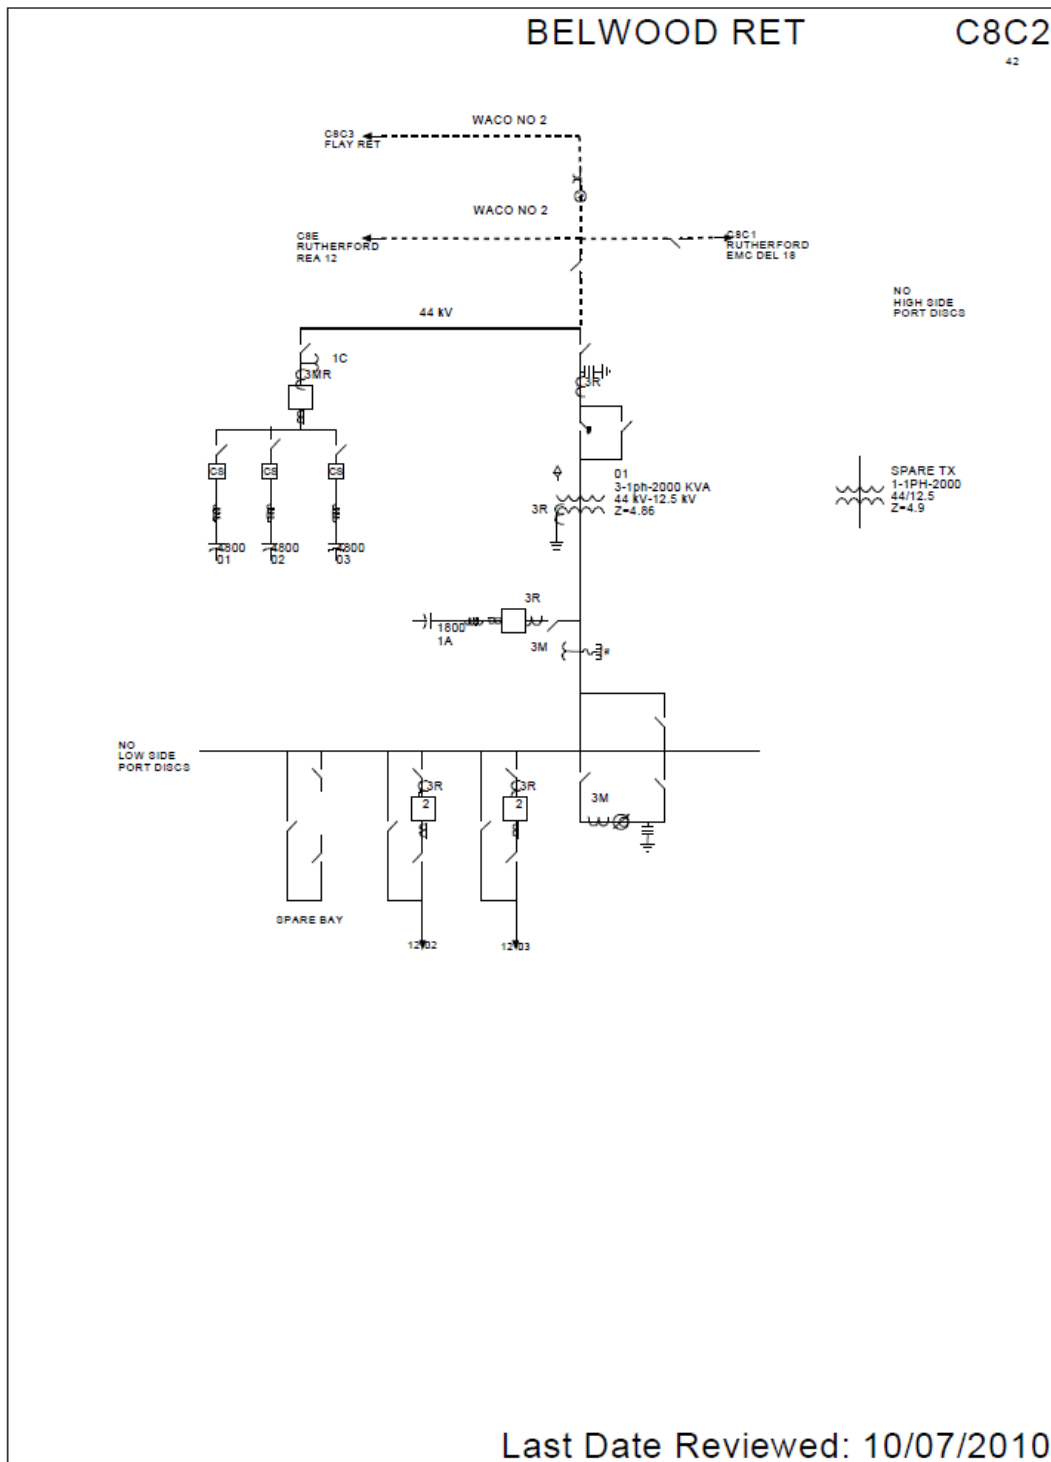 BELWOOD RET
C8C2
42
WACO NO 2
C8C3
FLAY RET
WACO NO 2
C8E
RUTHERFORD
REA 12
C8C1
RUTHERFORD
EMC DEL 18
NO
HIGH SIDE
PORT DISCS
44 kV
1C
3MR
3R
CS
CS
CS
01
3-1ph-2000 KVA
44 kV-12.5 kV
Z=4.86
SPARE TX
1-1PH-2000
44/12.5
Z=4.9
3R
4800
01
4800
02
4800
03
3R
1800
1A
3M
NO
LOW SIDE
PORT DISCS
3R
3R
2
2
3M
SPARE BAY
12-02
12-03
Last Date Reviewed: 10/07/2010